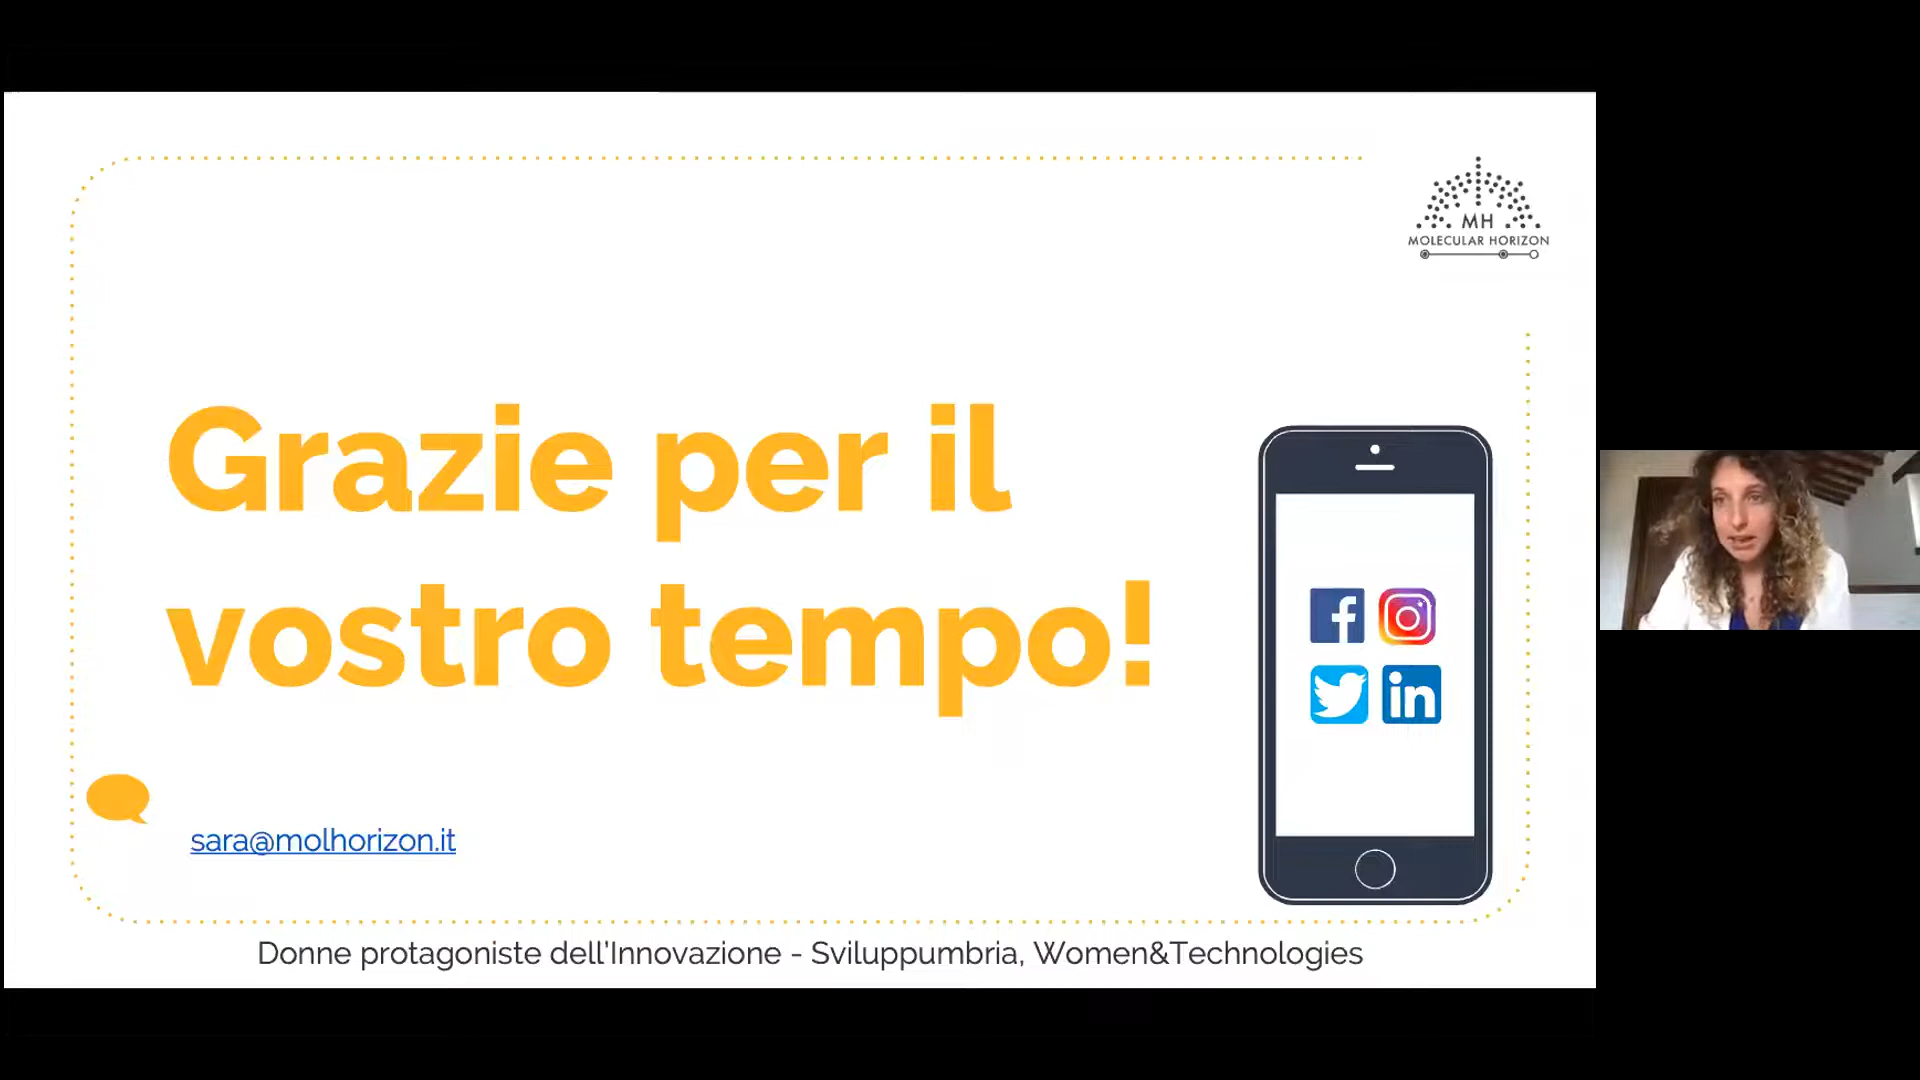 MH
MOLECULAR HORIZON
Grazie per il
vostro tempo!
sara@molhorizon.it
Donne protagoniste dell'Innovazione - Sviluppumbria, Women&Technologies